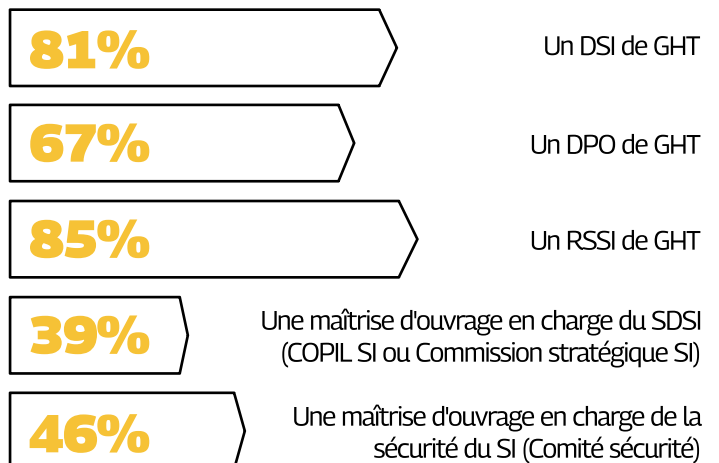 81%
Un DSI de GHT
67%
Un DPO de GHT
85%
Un RSSI de GHT
39%
Une maîtrise d'ouvrage en charge du SDSI
(COPIL SI ou Commission stratégique SI)
46%
Une maîtrise d'ouvrage en charge de la
sécurité du SI (Comité sécurité)